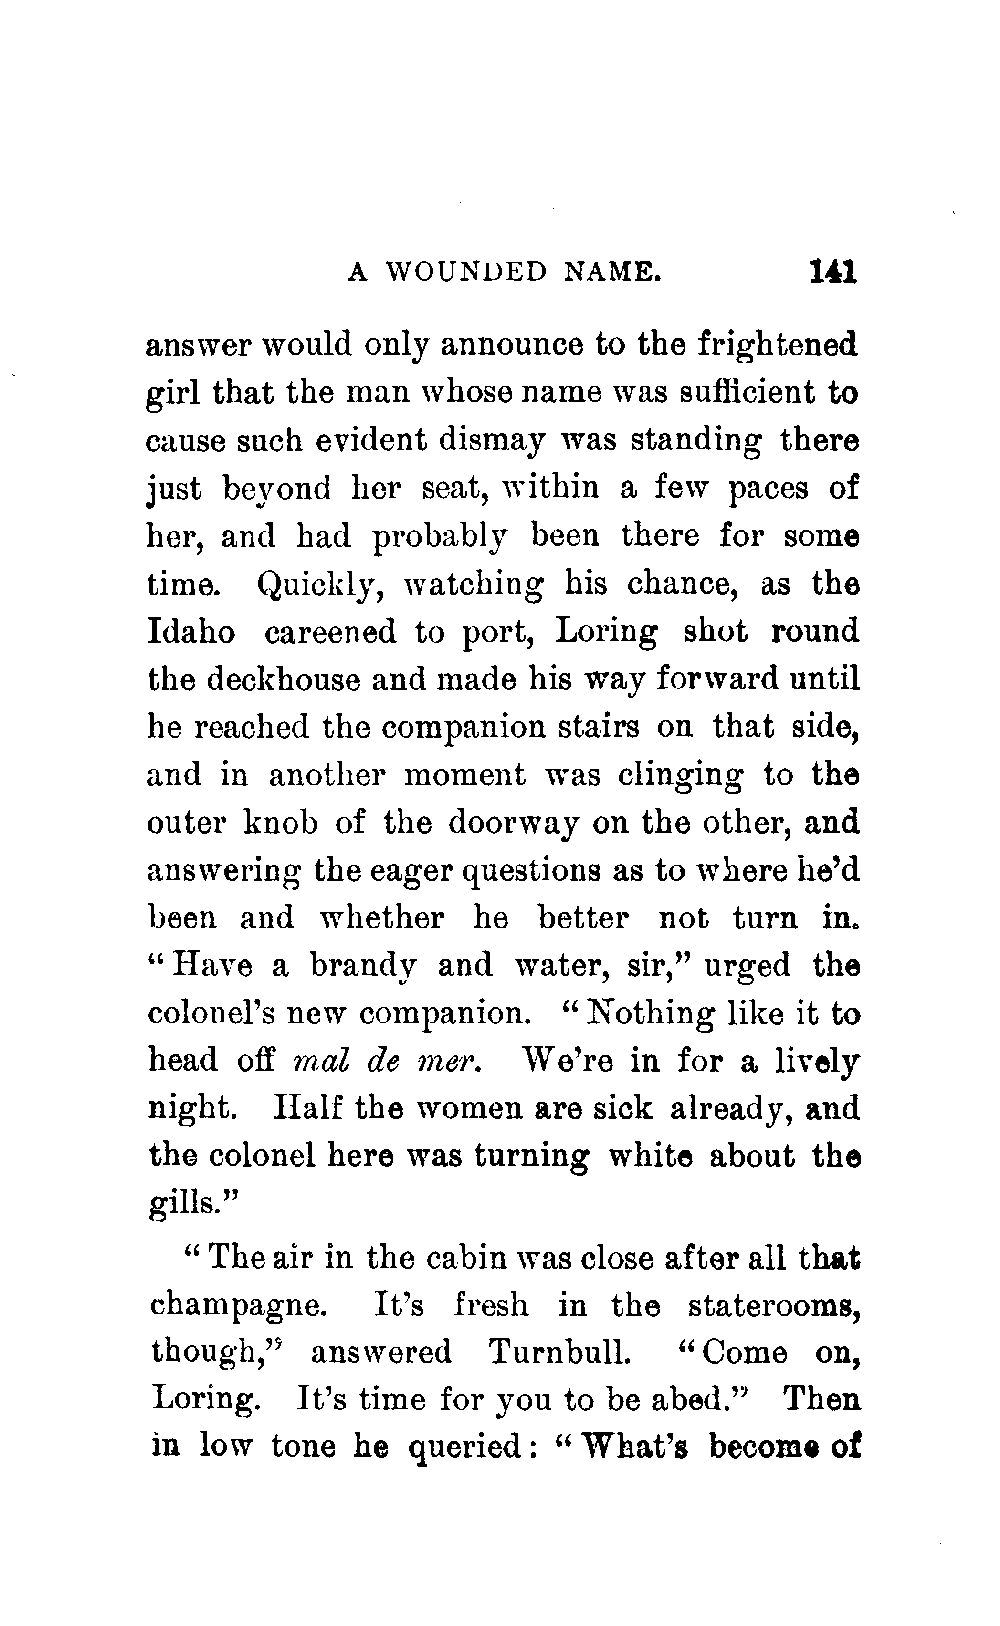 A WOUNDED NAME. 141
answer would only announce to the frightened
girl that the man whose name was sufficient to
cause such evident dismay was standing there
just beyond her seat, within a few paces of
her, and had probably been there for some
time. Quickly, watching his chance, as the
Idaho careened to port, Loring shot round
the deckhouse and made his way forward until
he reached the companion stairs on that side,
and in another moment was clinging to the
outer knob of the doorway on the other, and
answering the eager questions as to where he'd
been and whether he better not turn in.
"Have a brandy and water, sir," urged the
colonel's new companion. "Nothing like it to
head off mal de mer. We're in for a lively
night. Half the women are sick already, and
the colonel here was turning white about the
gills."
"The air in the cabin was close after all that
champagne. It's fresh in the staterooms,
though," answered Turnbull. "Come on,
Loring. It's time for you to be abed." Then
in low tone he queried: "What's become of